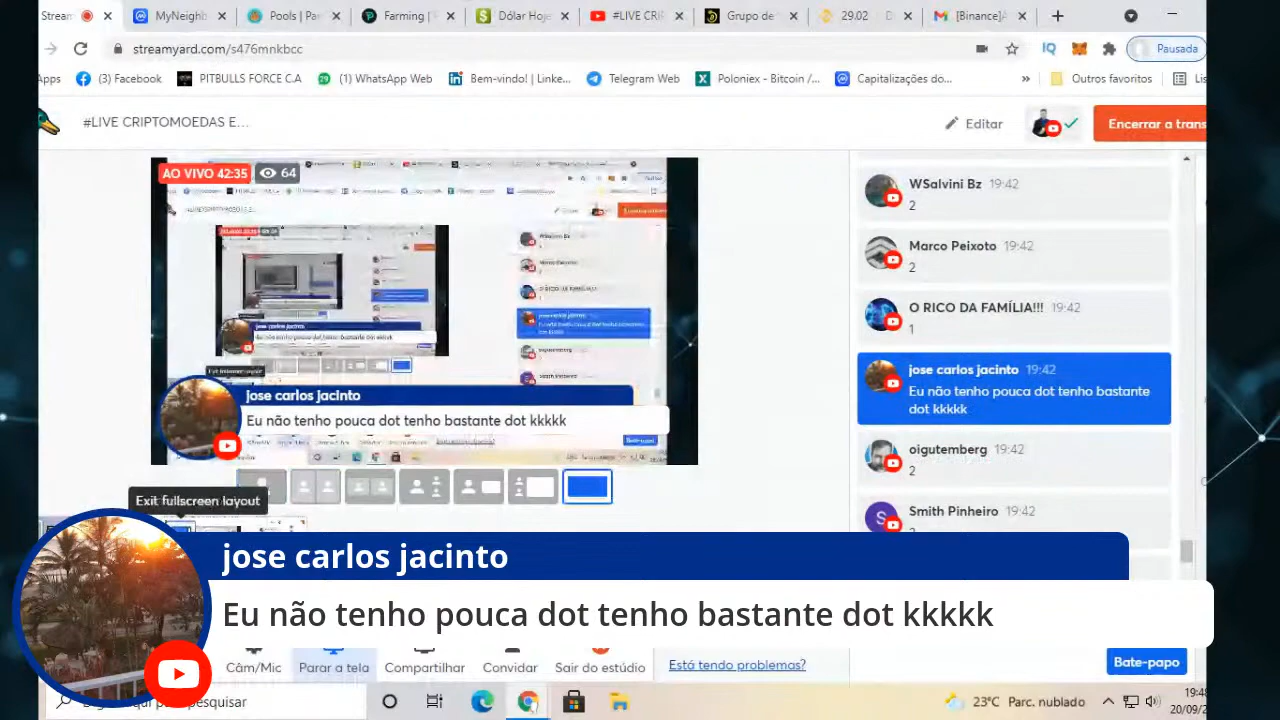 Stream
MyNeighb
Pools | Pa
Farming |
Dólar Hoje
#LIVE CRI
Grupo de
29.02
[Binance]
streamyard.com/s476mnkbcc
Pausada
Apps
(3) Facebook
PITBULLS FORCE C.A
(1) WhatsApp Web
Bem-vindo! | Linke...
Telegram Web
Poloniex - Bitcoin /...
Capitalizações do...
»
Outros favoritos
Lis
#LIVE CRIPTOMOEDAS E...
Editar
Encerrar a trans
AO VIVO 42:35
64
WSalvini Bz 19:42
2
Marco Peixoto 19:42
2
O RICO DA FAMÍLIA!!! 19:42
1
jose carlos jacinto 19:42
Eu não tenho pouca dot tenho bastante
dot kkkkk
oigutemberg 19:42
2
Smith Pinheiro 19:42
jose carlos jacinto
Eu não tenho pouca dot tenho bastante dot kkkkk
Exit fullscreen layout
jose carlos jacinto
Eu não tenho pouca dot tenho bastante dot kkkkk
Câm/Mic
Parar a tela
Compartilhar
Convidar
Sair do estúdio
Está tendo problemas?
Bate-papo
pesquisar
23°C Parc. nublado
19:48
20/09/2